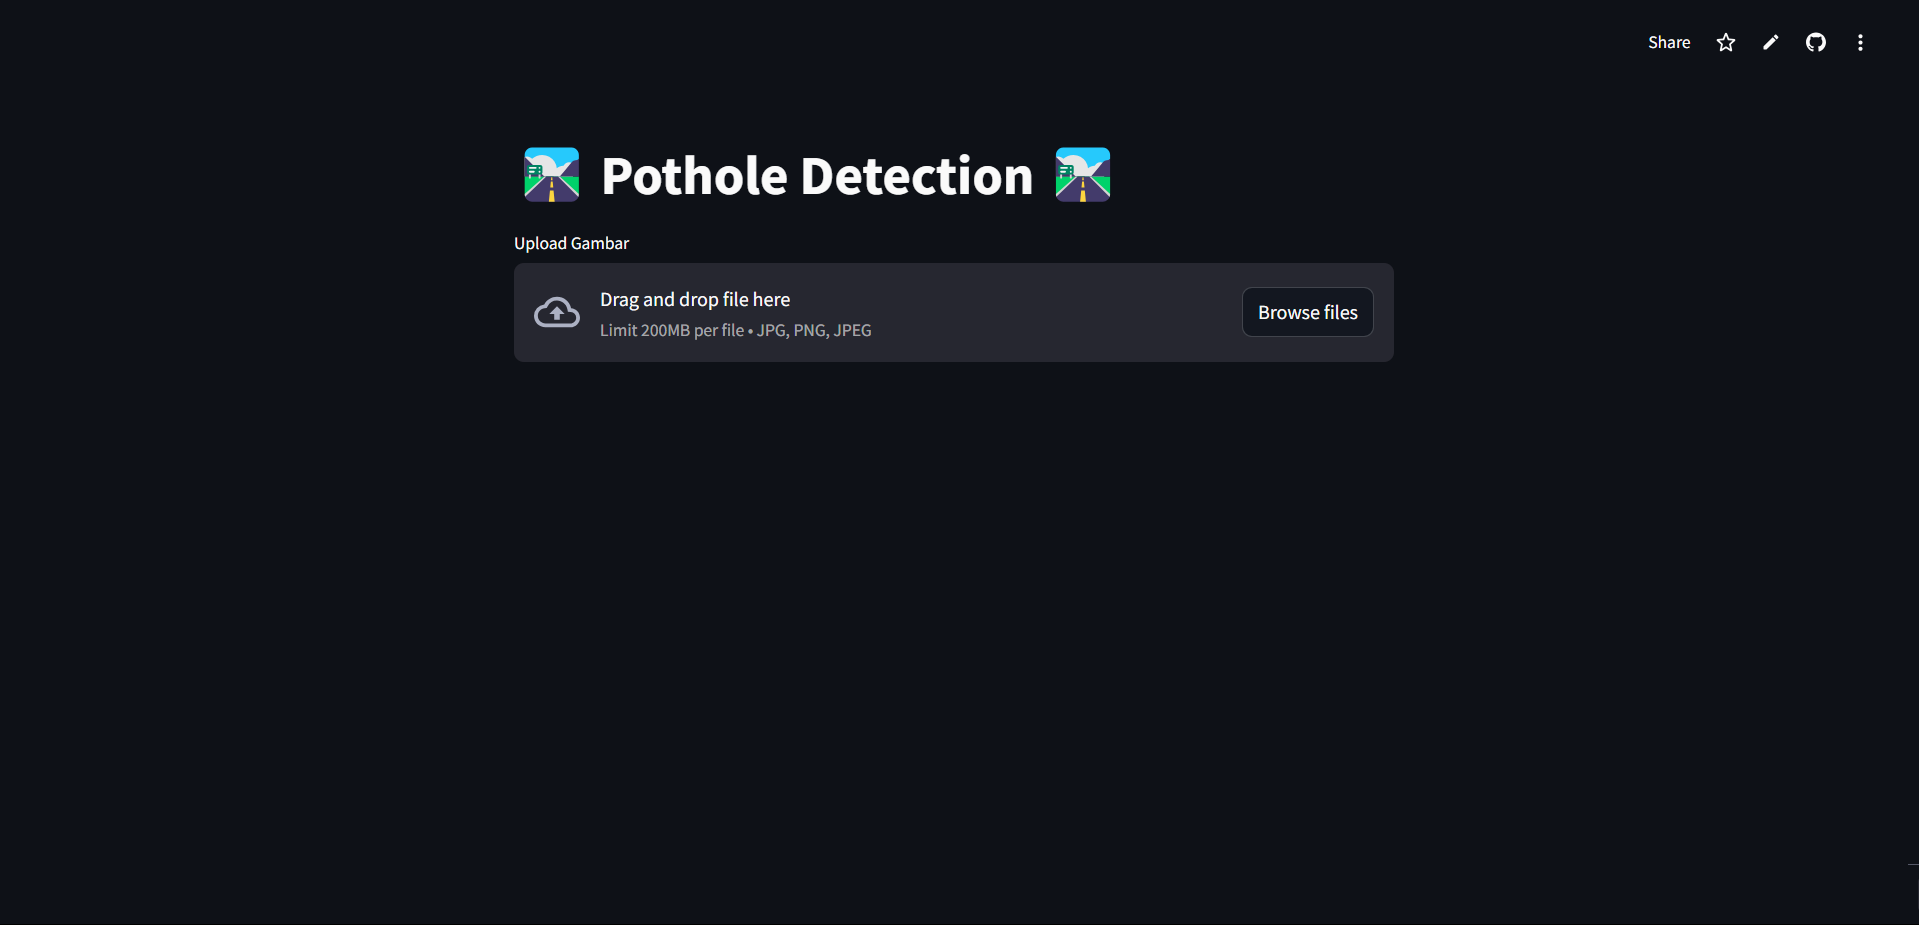 Share
🛣️ Pothole Detection 🛣️
Upload Gambar
Drag and drop file here
Limit 200MB per file • JPG, PNG, JPEG
Browse files